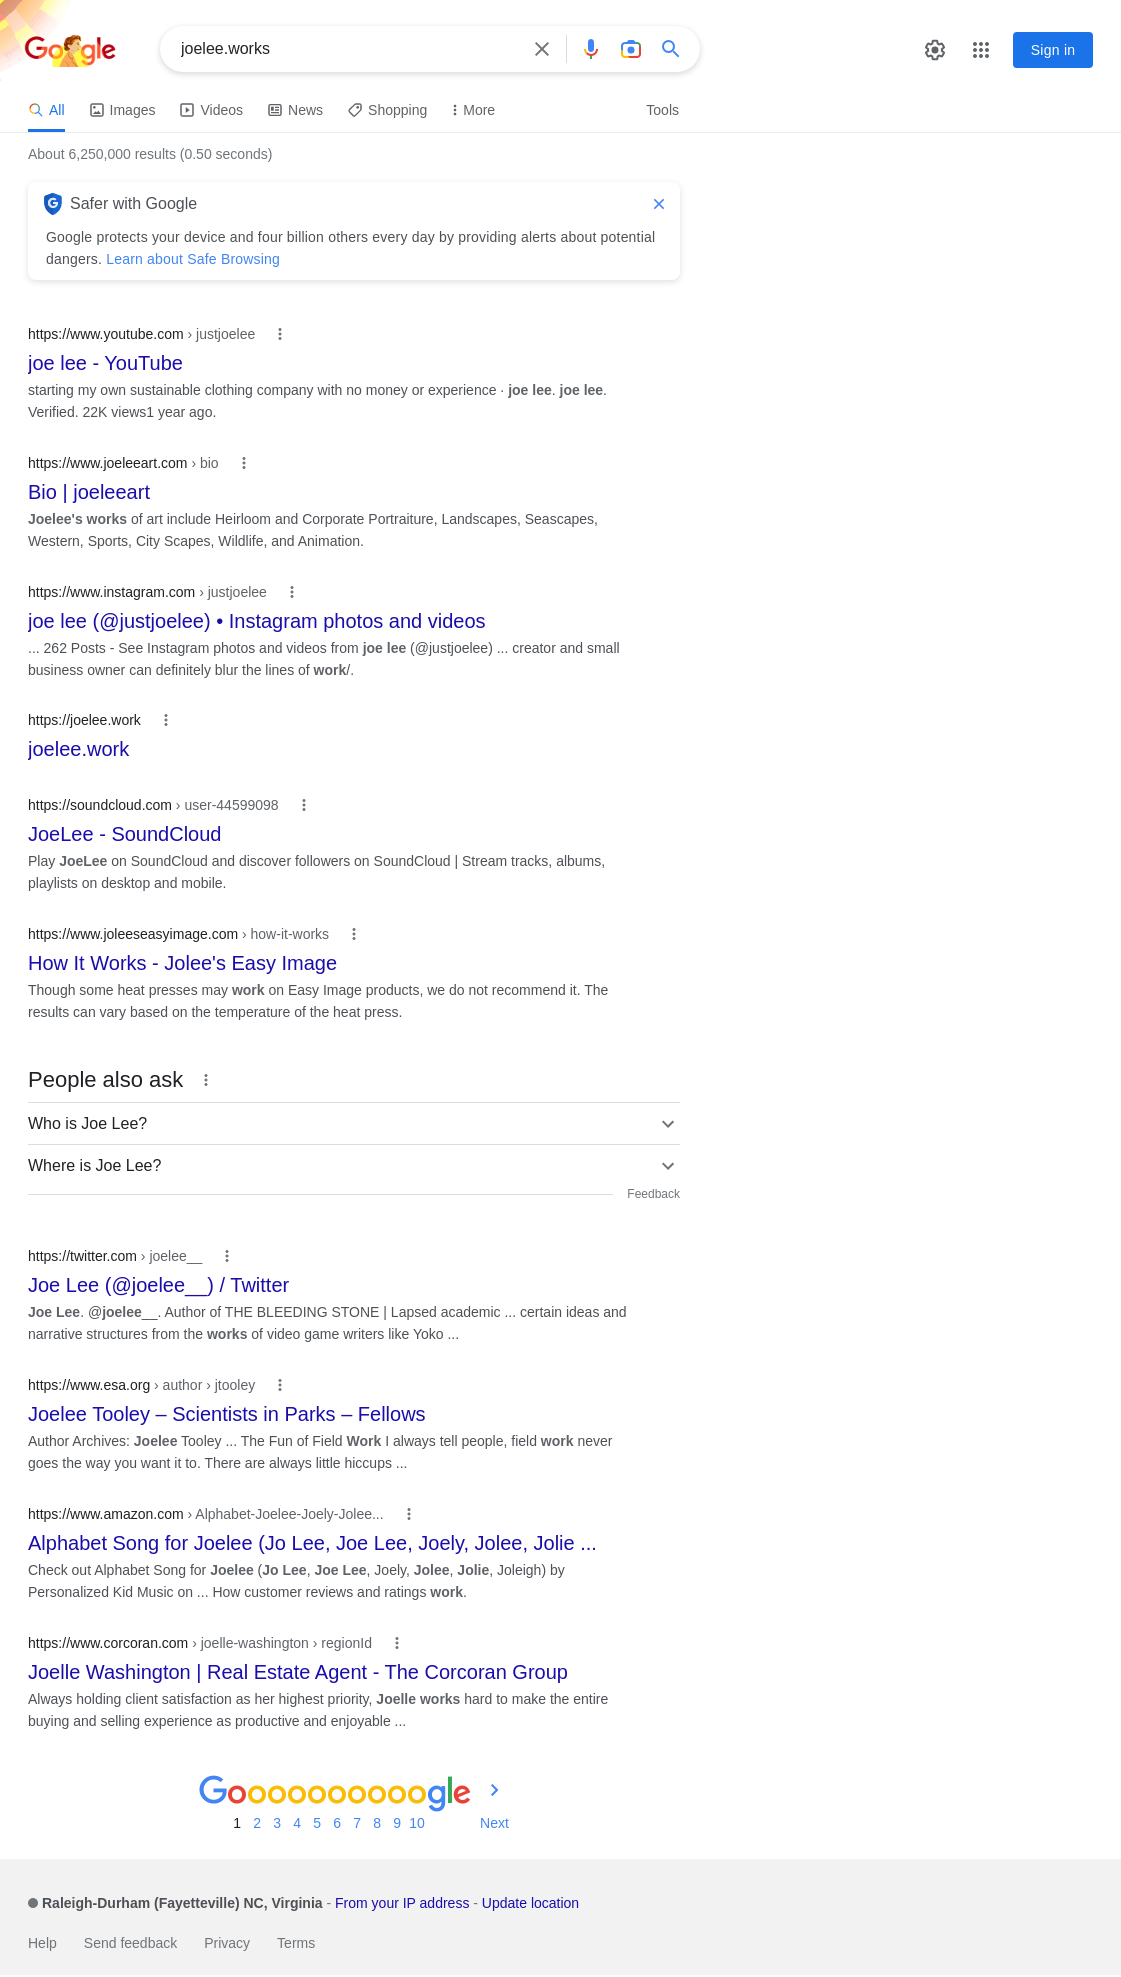 Google
joelee.works
Sign in
All Images Videos News Shopping More Tools
About 6,250,000 results (0.50 seconds)
Safer with Google
Google protects your device and four billion others every day by providing alerts about potential
dangers. Learn about Safe Browsing
https://www.youtube.com › justjoelee
joe lee - YouTube
starting my own sustainable clothing company with no money or experience · joe lee. joe lee.
Verified. 22K views1 year ago.
https://www.joeleeart.com › bio
Bio | joeleeart
Joelee's works of art include Heirloom and Corporate Portraiture, Landscapes, Seascapes,
Western, Sports, City Scapes, Wildlife, and Animation.
https://www.instagram.com › justjoelee
joe lee (@justjoelee) • Instagram photos and videos
... 262 Posts - See Instagram photos and videos from joe lee (@justjoelee) ... creator and small
business owner can definitely blur the lines of work/.
https://joelee.work
joelee.work
https://soundcloud.com › user-44599098
JoeLee - SoundCloud
Play JoeLee on SoundCloud and discover followers on SoundCloud | Stream tracks, albums,
playlists on desktop and mobile.
https://www.joleeseasyimage.com › how-it-works
How It Works - Jolee's Easy Image
Though some heat presses may work on Easy Image products, we do not recommend it. The
results can vary based on the temperature of the heat press.
People also ask
Who is Joe Lee?
Where is Joe Lee?
Feedback
https://twitter.com › joelee__
Joe Lee (@joelee__) / Twitter
Joe Lee. @joelee__. Author of THE BLEEDING STONE | Lapsed academic ... certain ideas and
narrative structures from the works of video game writers like Yoko ...
https://www.esa.org › author › jtooley
Joelee Tooley – Scientists in Parks – Fellows
Author Archives: Joelee Tooley ... The Fun of Field Work I always tell people, field work never
goes the way you want it to. There are always little hiccups ...
https://www.amazon.com › Alphabet-Joelee-Joely-Jolee...
Alphabet Song for Joelee (Jo Lee, Joe Lee, Joely, Jolee, Jolie ...
Check out Alphabet Song for Joelee (Jo Lee, Joe Lee, Joely, Jolee, Jolie, Joleigh) by
Personalized Kid Music on ... How customer reviews and ratings work.
https://www.corcoran.com › joelle-washington › regionId
Joelle Washington | Real Estate Agent - The Corcoran Group
Always holding client satisfaction as her highest priority, Joelle works hard to make the entire
buying and selling experience as productive and enjoyable ...
Goooooooooogle
1 2 3 4 5 6 7 8 9 10 Next
Raleigh-Durham (Fayetteville) NC, Virginia - From your IP address - Update location
Help Send feedback Privacy Terms